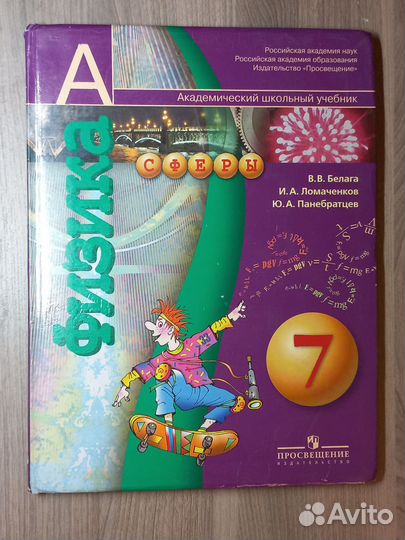 Российская академия наук
Российская академия образования
Издательство «Просвещение»
А
Академический школьный учебник
физика
СФЕРЫ
В.В. Белага
И.А. Ломаченков
Ю.А. Панебратцев
7
ПРОСВЕЩЕНИЕ
ИЗДАТЕЛЬСТВО
Avito